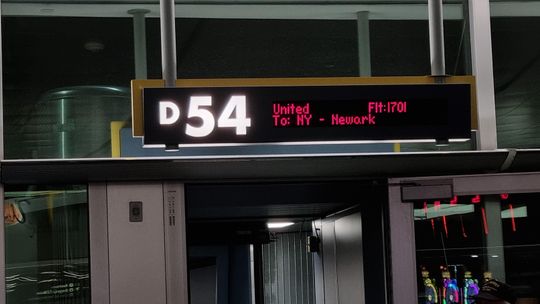 D54
United Flt:1701
To: NY - Newark